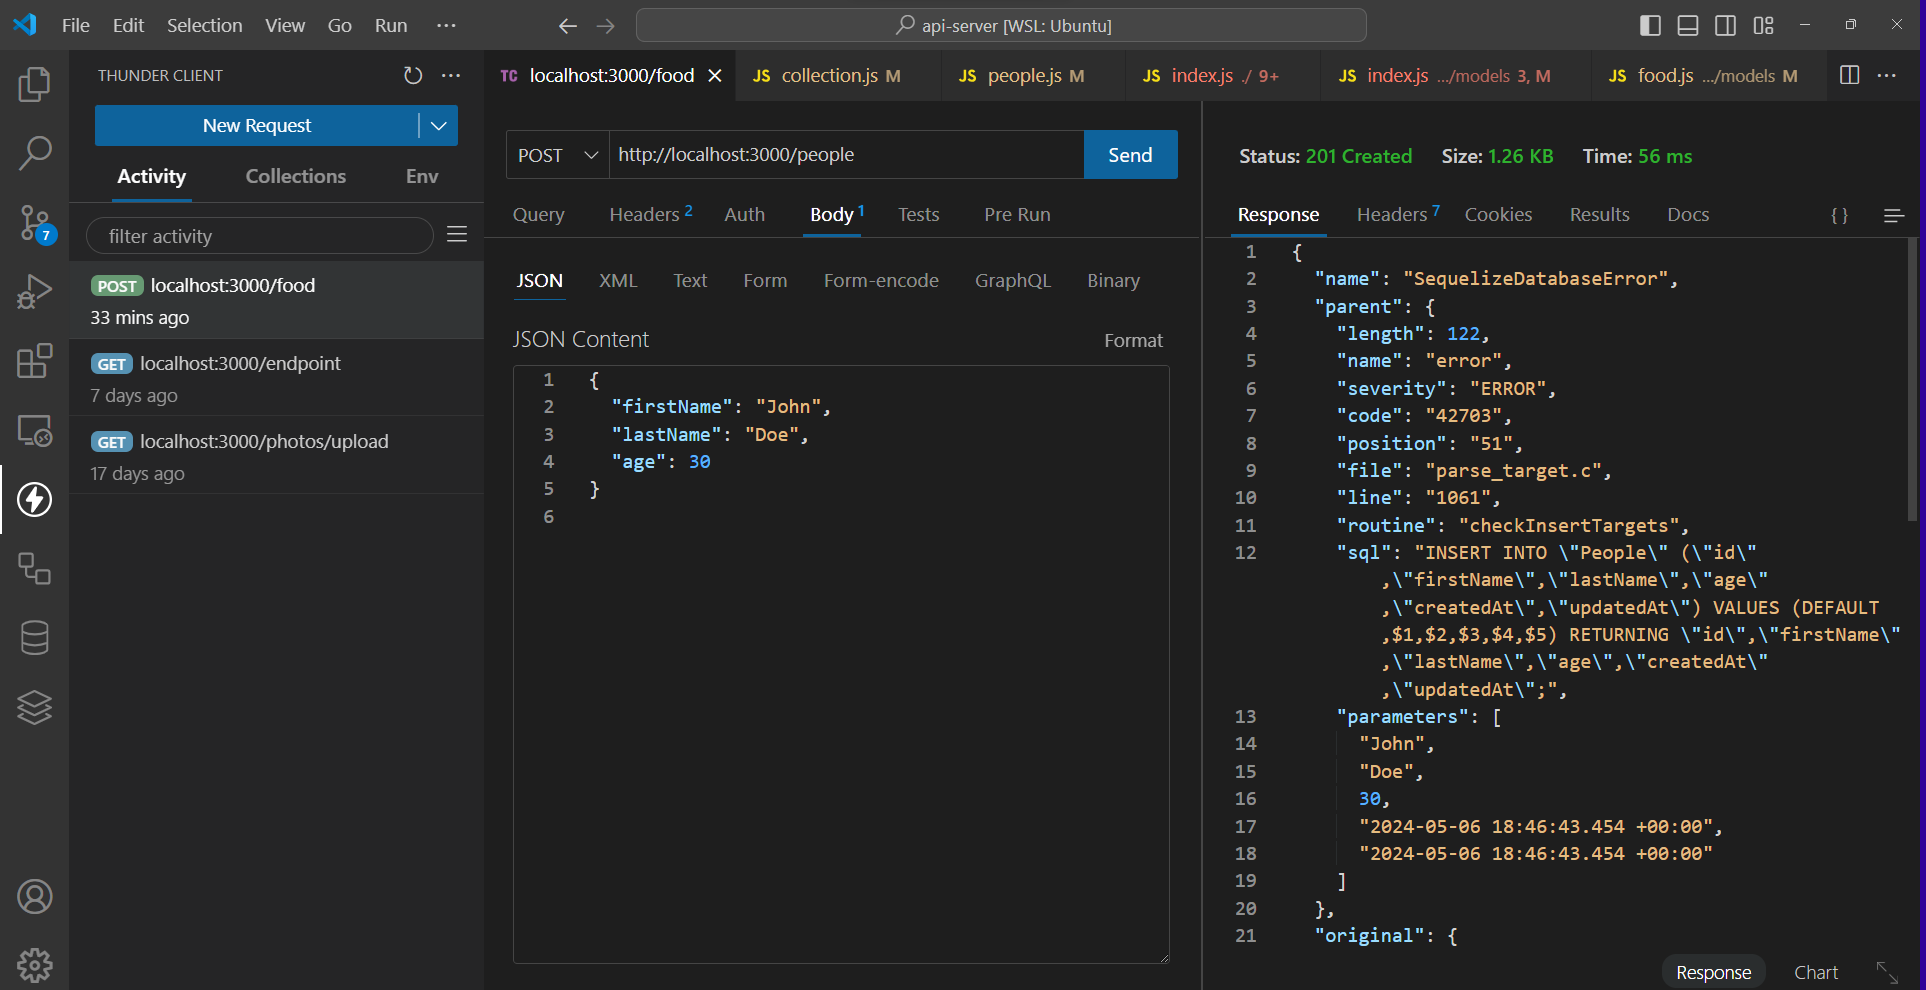 File Edit Selection View Go Run ···
api-server [WSL: Ubuntu]
THUNDER CLIENT
New Request
Activity Collections Env
filter activity
POST localhost:3000/food
33 mins ago
GET localhost:3000/endpoint
7 days ago
GET localhost:3000/photos/upload
17 days ago
7
TC localhost:3000/food
JS collection.js M
JS people.js M
JS index.js ./ 9+
JS index.js .../models 3, M
JS food.js .../models M
POST http://localhost:3000/people Send
Query Headers 2 Auth Body 1 Tests Pre Run
JSON XML Text Form Form-encode GraphQL Binary
JSON Content Format
1 {
2 "firstName": "John",
3 "lastName": "Doe",
4 "age": 30
5 }
6
Status: 201 Created Size: 1.26 KB Time: 56 ms
Response Headers 7 Cookies Results Docs { }
1 {
2 "name": "SequelizeDatabaseError",
3 "parent": {
4 "length": 122,
5 "name": "error",
6 "severity": "ERROR",
7 "code": "42703",
8 "position": "51",
9 "file": "parse_target.c",
10 "line": "1061",
11 "routine": "checkInsertTargets",
12 "sql": "INSERT INTO \"People\" (\"id\"
,\"firstName\",\"lastName\",\"age\"
,\"createdAt\",\"updatedAt\") VALUES (DEFAULT
,$1,$2,$3,$4,$5) RETURNING \"id\",\"firstName\"
,\"lastName\",\"age\",\"createdAt\"
,\"updatedAt\";",
13 "parameters": [
14 "John",
15 "Doe",
16 30,
17 "2024-05-06 18:46:43.454 +00:00",
18 "2024-05-06 18:46:43.454 +00:00"
19 ]
20 },
21 "original": {
Response Chart